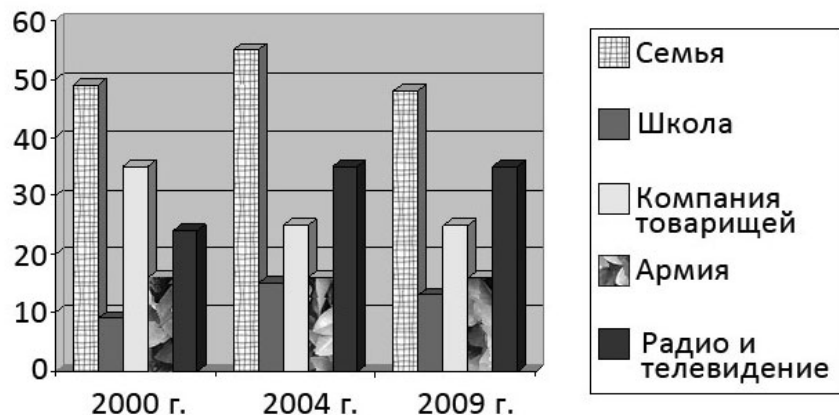 60
50
40
30
20
10
0
2000 г.
2004 г.
2009 г.
Семья
Школа
Компания
товарищей
Армия
Радио и
телевидение